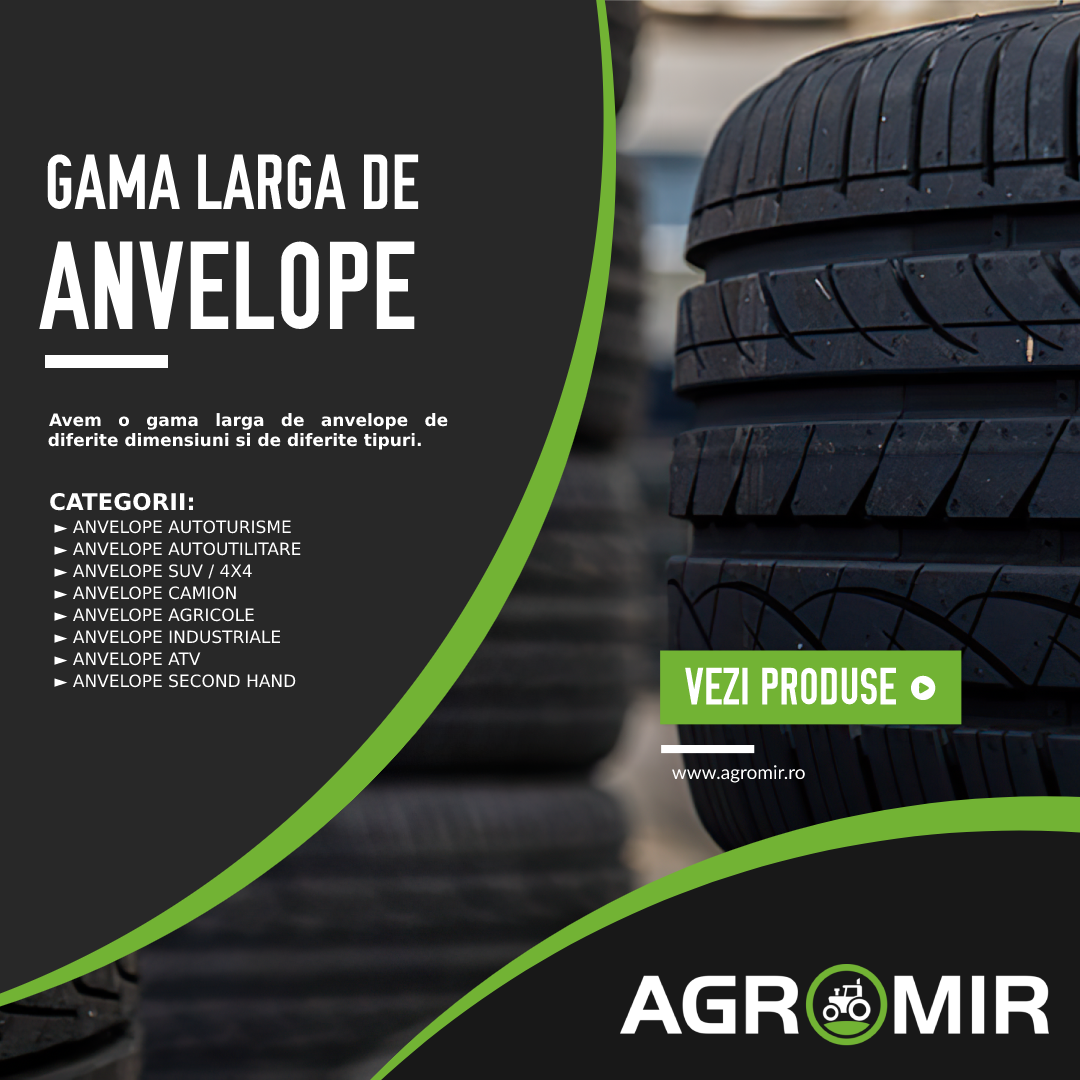 GAMA LARGA DE
ANVELOPE
Avem o gama larga de anvelope de
diferite dimensiuni si de diferite tipuri.
CATEGORII:
► ANVELOPE AUTOTURISME
► ANVELOPE AUTOUTILITARE
► ANVELOPE SUV / 4X4
► ANVELOPE CAMION
► ANVELOPE AGRICOLE
► ANVELOPE INDUSTRIALE
► ANVELOPE ATV
► ANVELOPE SECOND HAND
VEZI PRODUSE
www.agromir.ro
AGROMIR